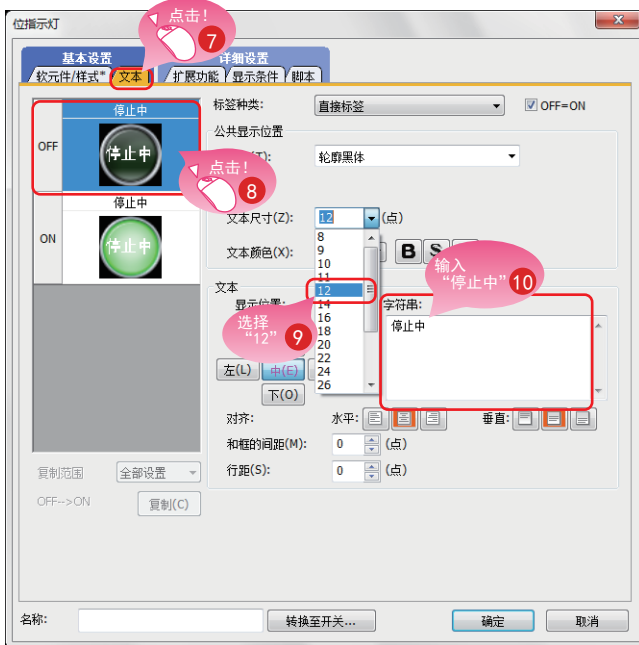 位指示灯
点击!
7
基本设置
详细设置
软元件/样式*
文本
扩展功能
显示条件
脚本
停止中
OFF
停止中
停止中
ON
停止中
点击!
8
标签种类:
直接标签
OFF=ON
公共显示位置
(T):
轮廓黑体
文本尺寸(Z):
12
(点)
8
9
10
11
12
14
16
18
20
22
24
26
文本颜色(X):
B
S
输入
“停止中”
10
文本
显示位置:
选择
“12”
9
字符串:
停止中
左(L)
中(E)
下(O)
对齐:
水平:
垂直:
和框的间距(M):
0
(点)
行距(S):
0
(点)
复制范围
全部设置
OFF-->ON
复制(C)
名称:
转换至开关...
确定
取消